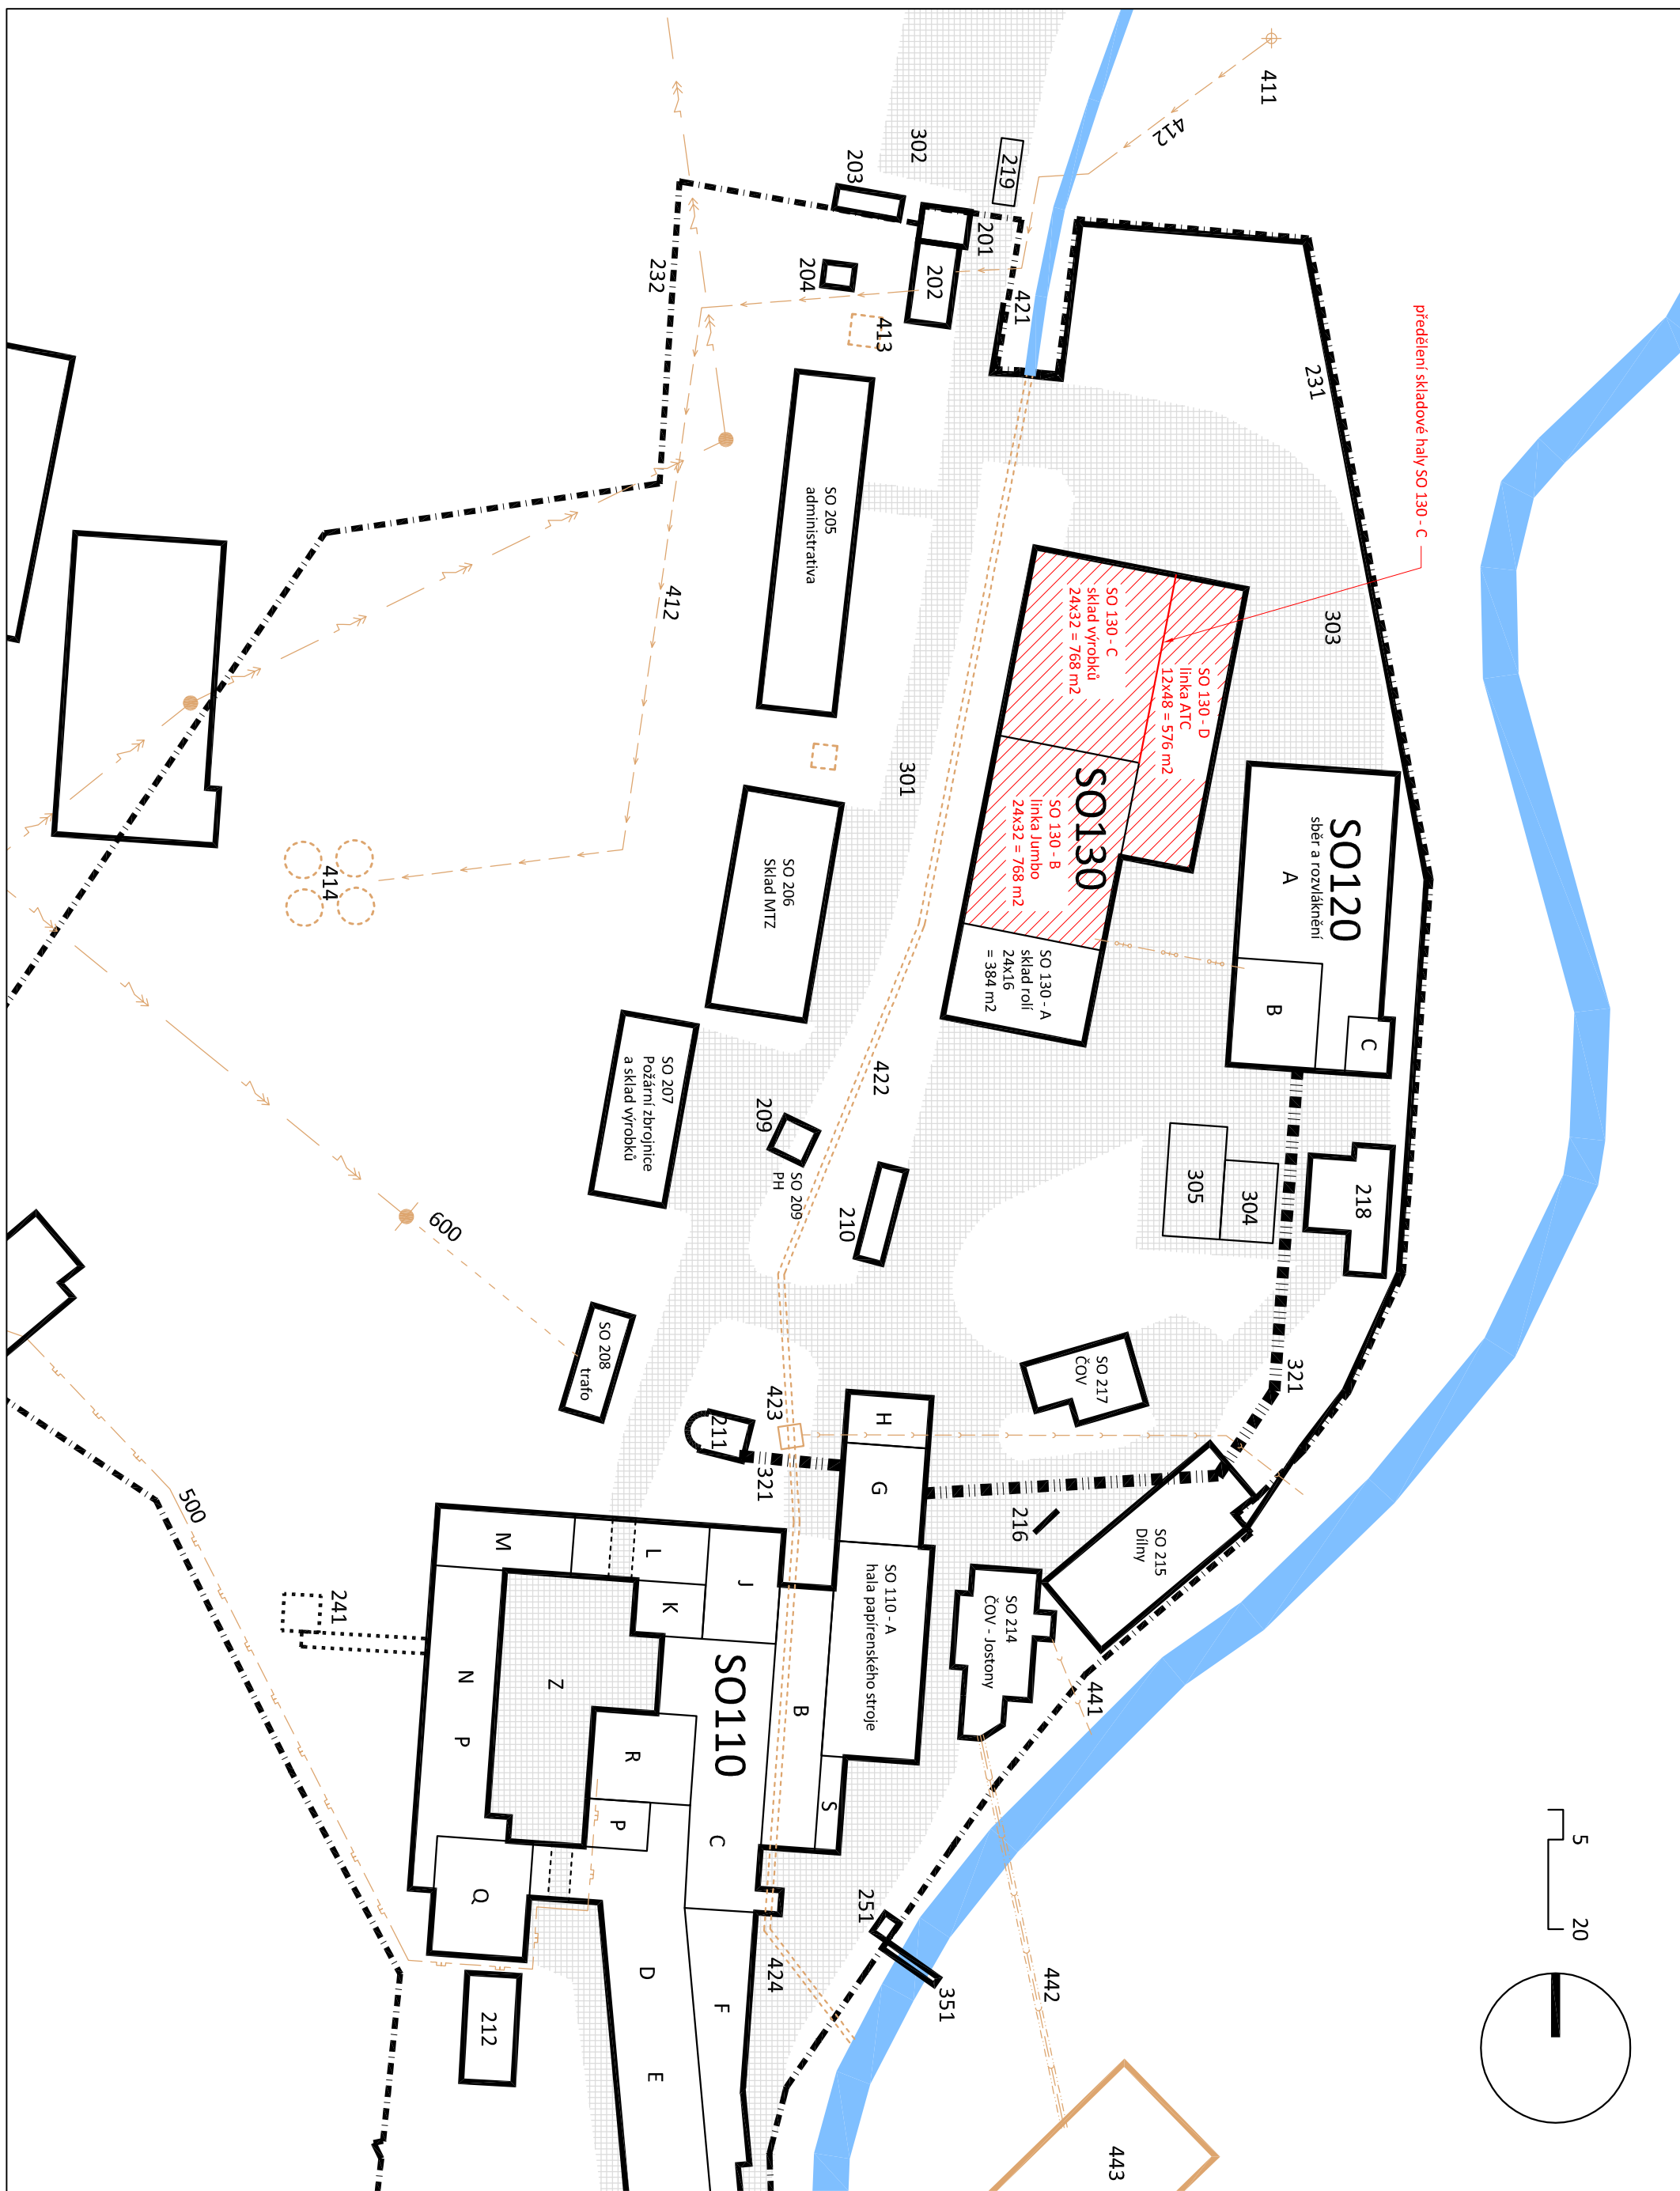 411
412
302
219
203
201
202
204
232
421
413
231
předělení skladové haly SO 130 - C
303
SO 205
administrativa
412
SO 130 - C
sklad výrobků
24x32 = 768 m2
SO 130 - D
linka ATC
12x48 = 576 m2
SO130
SO 130 - B
linka Jumbo
24x32 = 768 m2
SO 130 - A
sklad rolí
24x16
= 384 m2
SO120
sběr a rozvláknění
A
B
C
301
414
SO 206
Sklad MTZ
422
SO 207
Požární zbrojnice
a sklad výrobků
209
SO 209
PH
210
305
304
218
600
SO 208
trafo
321
SO 217
ČOV
423
211
321
H
G
216
SO 215
Dílny
500
241
M
L
J
K
SO 110 - A
hala papírenského stroje
SO 214
ČOV - Jostony
N
P
Z
R
P
SO110
B
S
C
441
Q
251
351
424
442
D
F
E
212
443
5
20